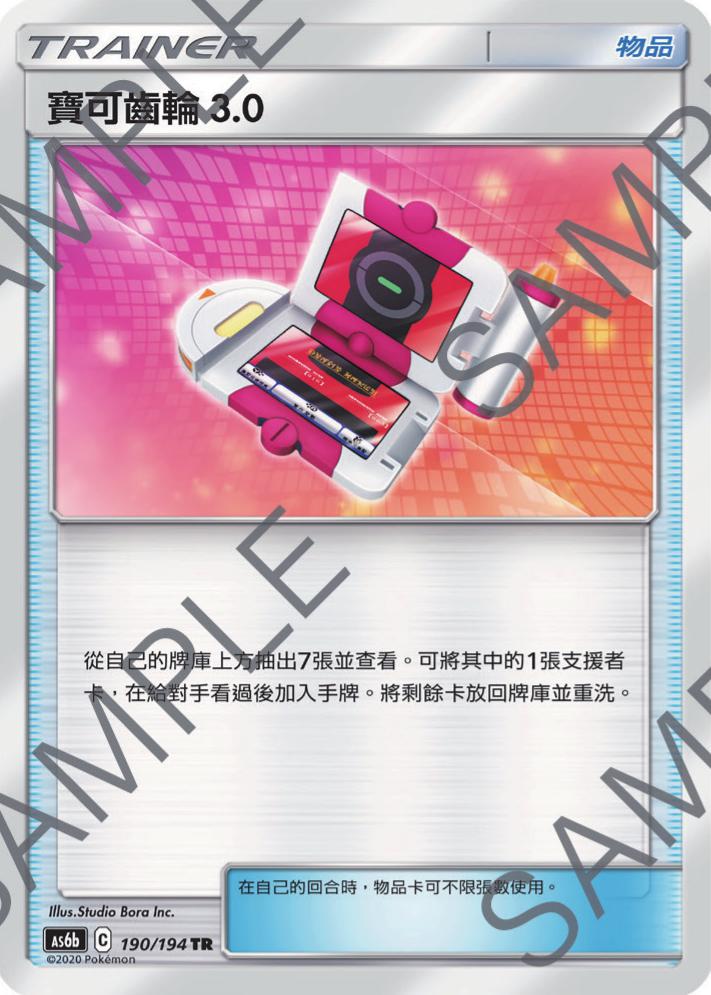 TRAINER
物品
寶可齒輪 3.0
從自己的牌庫上方抽出7張並查看。可將其中的1張支援者
卡，在給對手看過後加入手牌。將剩餘卡放回牌庫並重洗。
在自己的回合時，物品卡可不限張數使用。
Illus.Studio Bora Inc.
AS6b C 190/194 TR
©2020 Pokémon
SAMPLE
SAMPLE
SAMPLE
SAMPLE
SAMPLE
SAMPLE